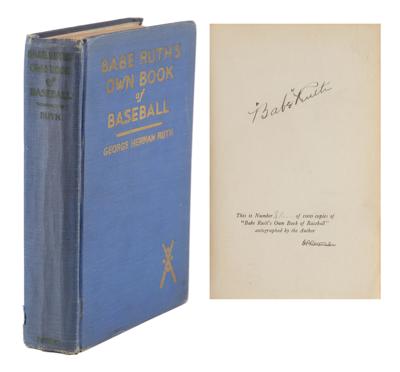 BABE RUTH'S
OWN BOOK
of
BASEBALL
RUTH
BABE RUTH'S
OWN BOOK
of
BASEBALL
GEORGE HERMAN RUTH
"Babe" Ruth
This is Number of 1000 copies of
"Babe Ruth's Own Book of Baseball"
autographed by the Author